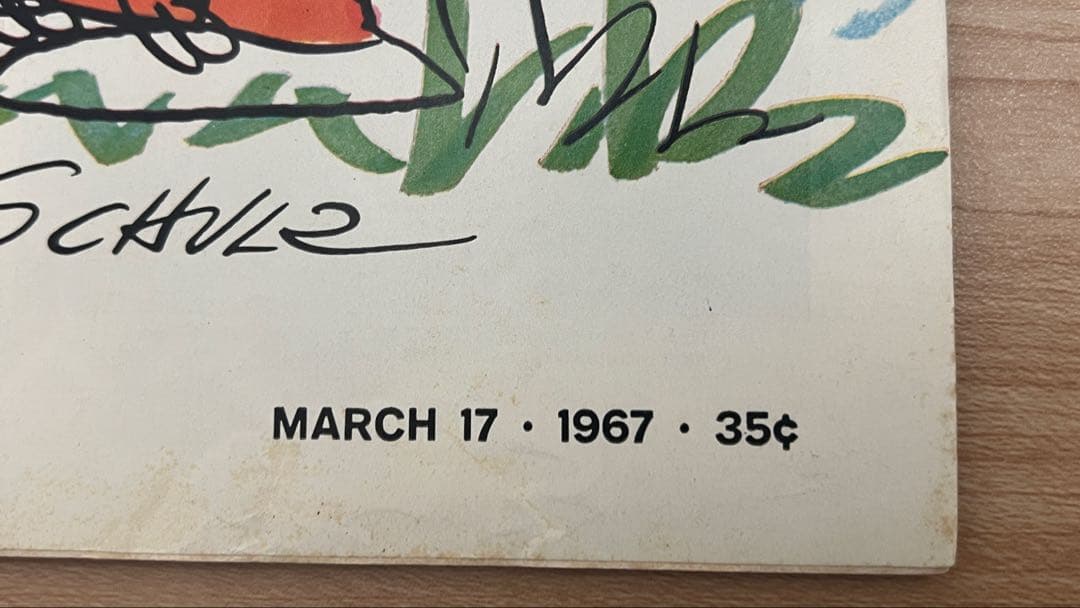 SCHULZ
MARCH 17 · 1967 · 35¢